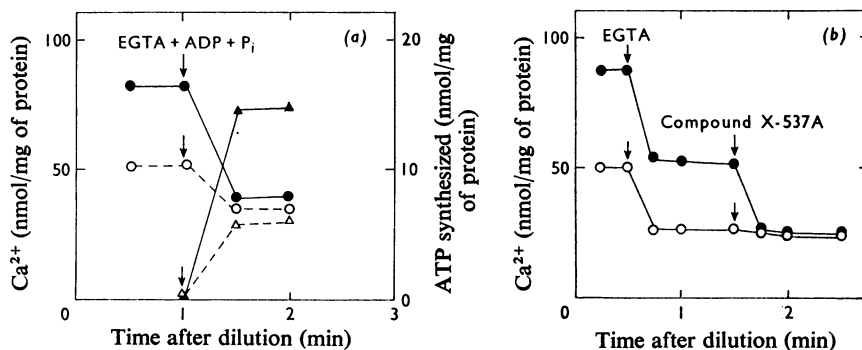 100
20
EGTA + ADP + Pi
(a)
Ca2+ (nmol/mg of protein)
50
10
ATP synthesized (nmol/mg
of protein)
0
0
0
1
2
3
Time after dilution (min)
100
EGTA
(b)
Compound X-537A
Ca2+ (nmol/mg of protein)
50
0
0
1
2
Time after dilution (min)